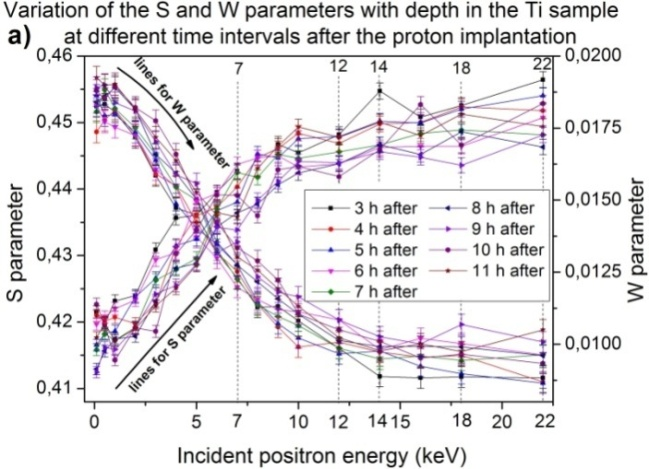 Variation of the S and W parameters with depth in the Ti sample
a) at different time intervals after the proton implantation
0,46
0,45
0,44
0,43
0,42
0,41
S parameter
7 12 14 18 22
lines for W parameter
lines for S parameter
3 h after 8 h after
4 h after 9 h after
5 h after 10 h after
6 h after 11 h after
7 h after
0,0200
0,0175
0,0150
0,0125
0,0100
W parameter
0 5 7 10 12 14 15 18 20 22
Incident positron energy (keV)